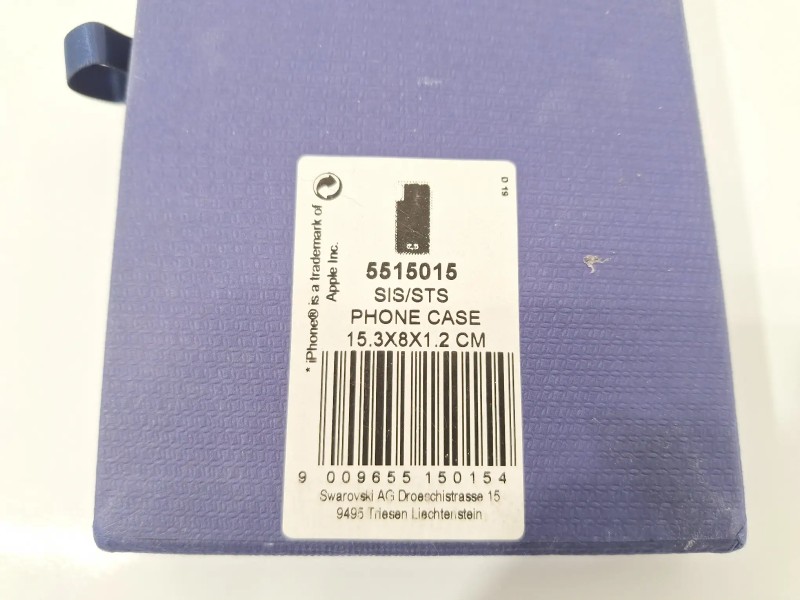 * iPhone® is a trademark of
Apple Inc.
D 19
5515015
SIS/STS
PHONE CASE
15.3X8X1.2 CM
9 009655 150154
Swarovski AG Droeschistrasse 15
9495 Triesen Liechtenstein